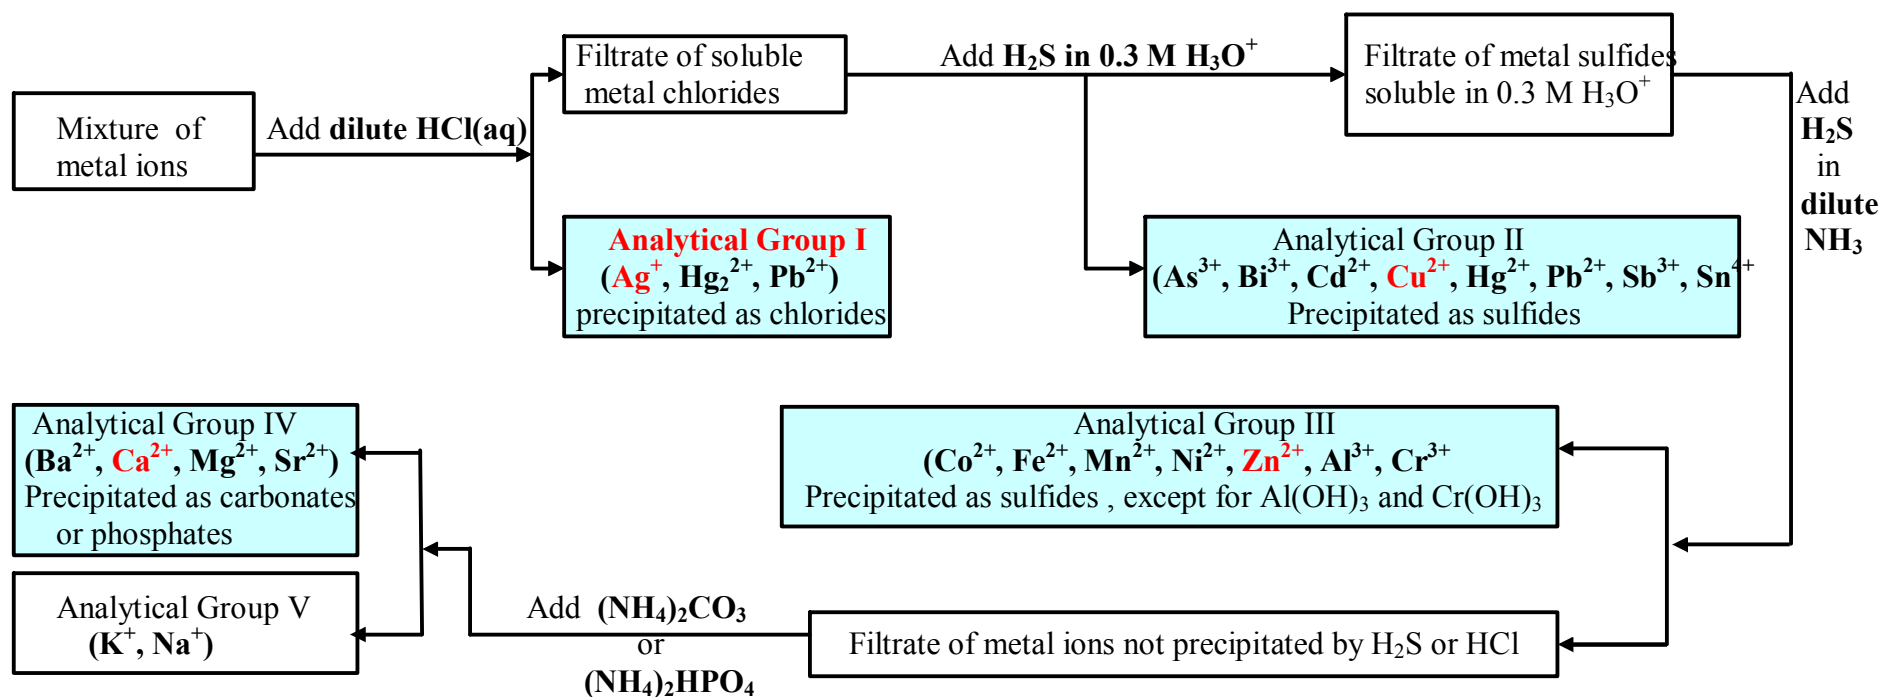 Mixture of
metal ions
Add dilute HCl(aq)
Filtrate of soluble
metal chlorides
Add H₂S in 0.3 M H₃O⁺
Filtrate of metal sulfides
soluble in 0.3 M H₃O⁺
Add
H₂S
in
dilute
NH₃
Analytical Group I
(Ag⁺, Hg₂²⁺, Pb²⁺)
precipitated as chlorides
Analytical Group II
(As³⁺, Bi³⁺, Cd²⁺, Cu²⁺, Hg²⁺, Pb²⁺, Sb³⁺, Sn⁴⁺
Precipitated as sulfides
Analytical Group III
(Co²⁺, Fe²⁺, Mn²⁺, Ni²⁺, Zn²⁺, Al³⁺, Cr³⁺
Precipitated as sulfides , except for Al(OH)₃ and Cr(OH)₃
Analytical Group IV
(Ba²⁺, Ca²⁺, Mg²⁺, Sr²⁺)
Precipitated as carbonates
or phosphates
Filtrate of metal ions not precipitated by H₂S or HCl
Add (NH₄)₂CO₃
or
(NH₄)₂HPO₄
Analytical Group V
(K⁺, Na⁺)